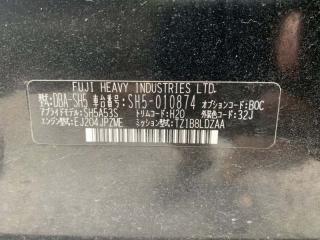 FUJI HEAVY INDUSTRIES LTD.
型式:DBA-SH5 車台番号:SH5-010874 オプションコード:B0C
アプライドモデル:SH5A53S トリムコード:H20 外装色コード:32J
エンジン型式:EJ204JPZME ミッション型式:TZ1B8LDZAA